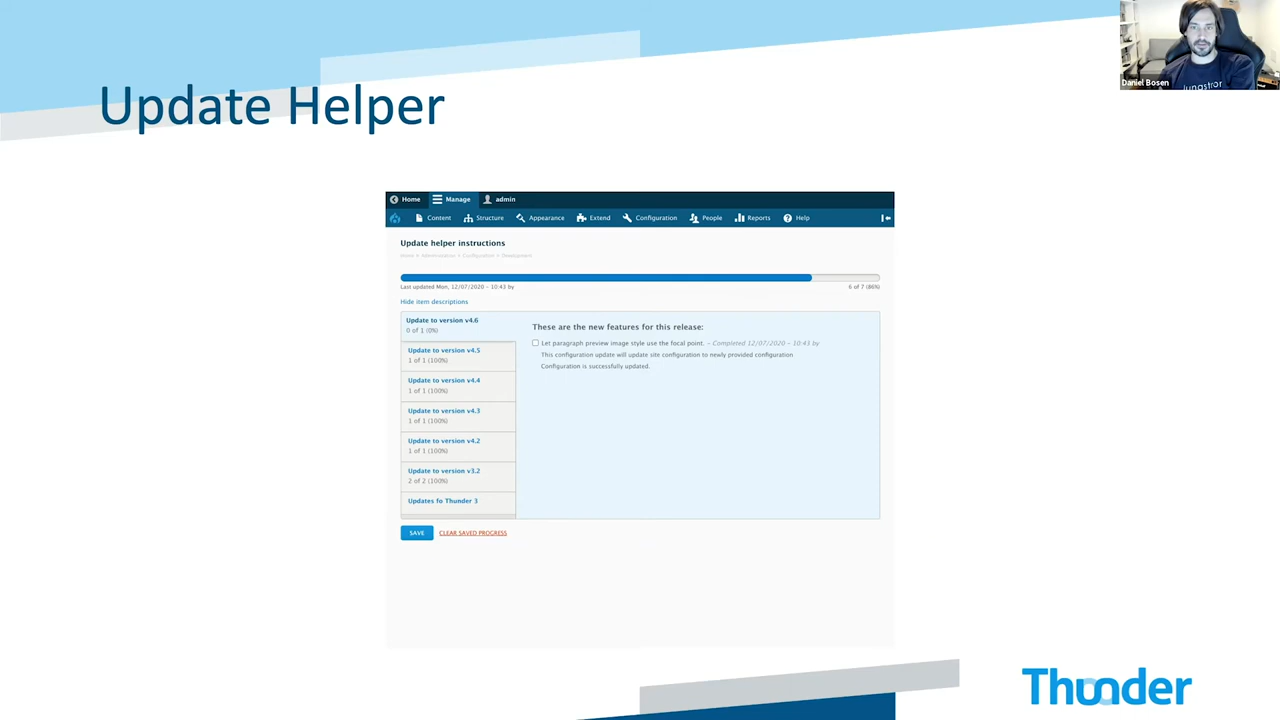 Update Helper
Daniel Bosen
Home Manage admin
Content Structure Appearance Extend Configuration People Reports Help
Update helper instructions
Home » Administration » Configuration » Development
Last updated Mon, 12/07/2020 - 10:43 by
6 of 7 (86%)
Hide item descriptions
Update to version v4.6
0 of 1 (0%)
Update to version v4.5
1 of 1 (100%)
Update to version v4.4
1 of 1 (100%)
Update to version v4.3
1 of 1 (100%)
Update to version v4.2
1 of 1 (100%)
Update to version v3.2
2 of 2 (100%)
Updates fo Thunder 3
These are the new features for this release:
Let paragraph preview image style use the focal point. - Completed 12/07/2020 - 10:43 by
This configuration update will update site configuration to newly provided configuration.
Configuration is successfully updated.
SAVE CLEAR SAVED PROGRESS
Thunder